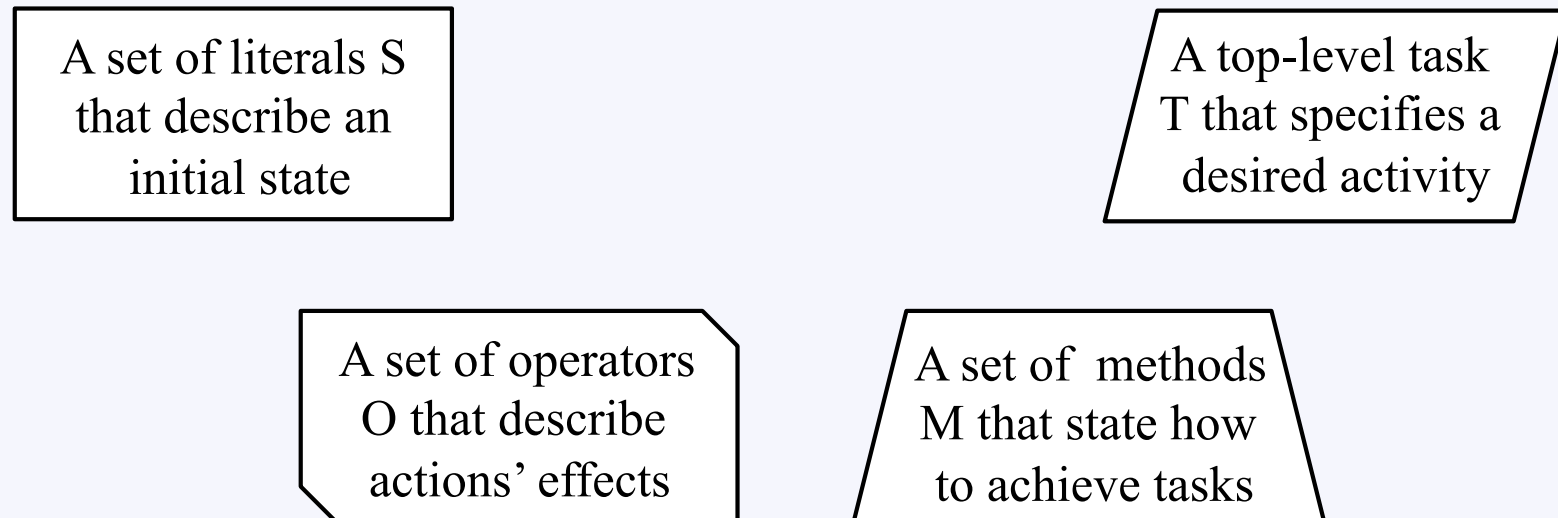 A set of literals S
that describe an
initial state
A top-level task
T that specifies a
desired activity
A set of operators
O that describe
actions’ effects
A set of  methods
M that state how
to achieve tasks